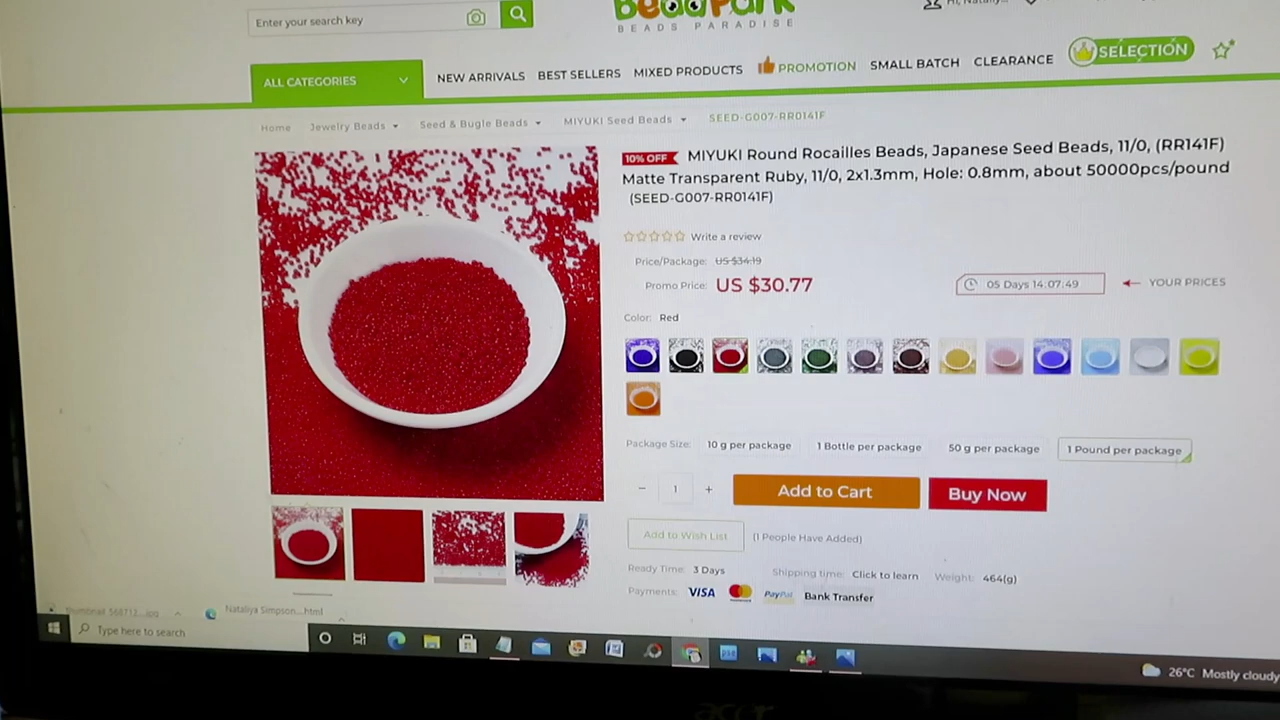 Enter your search key
BeadPark
BEADS PARADISE
ALL CATEGORIES
NEW ARRIVALS
BEST SELLERS
MIXED PRODUCTS
PROMOTION
SMALL BATCH
CLEARANCE
SELECTION
Home
Jewelry Beads
Seed & Bugle Beads
MIYUKI Seed Beads
SEED-G007-RR0141F
10% OFF MIYUKI Round Rocailles Beads, Japanese Seed Beads, 11/0, (RR141F)
Matte Transparent Ruby, 11/0, 2x1.3mm, Hole: 0.8mm, about 50000pcs/pound
(SEED-G007-RR0141F)
Write a review
Price/Package: US $34.19
Promo Price: US $30.77
05 Days 14:07:49
YOUR PRICES
Color: Red
Package Size: 10 g per package 1 Bottle per package 50 g per package 1 Pound per package
− 1 + Add to Cart Buy Now
Add to Wish List (1 People Have Added)
Ready Time: 3 Days Shipping time: Click to learn Weight: 464(g)
Payments: VISA PayPal Bank Transfer
Nataliya Simpson....html
Type here to search
26°C Mostly cloudy
acer